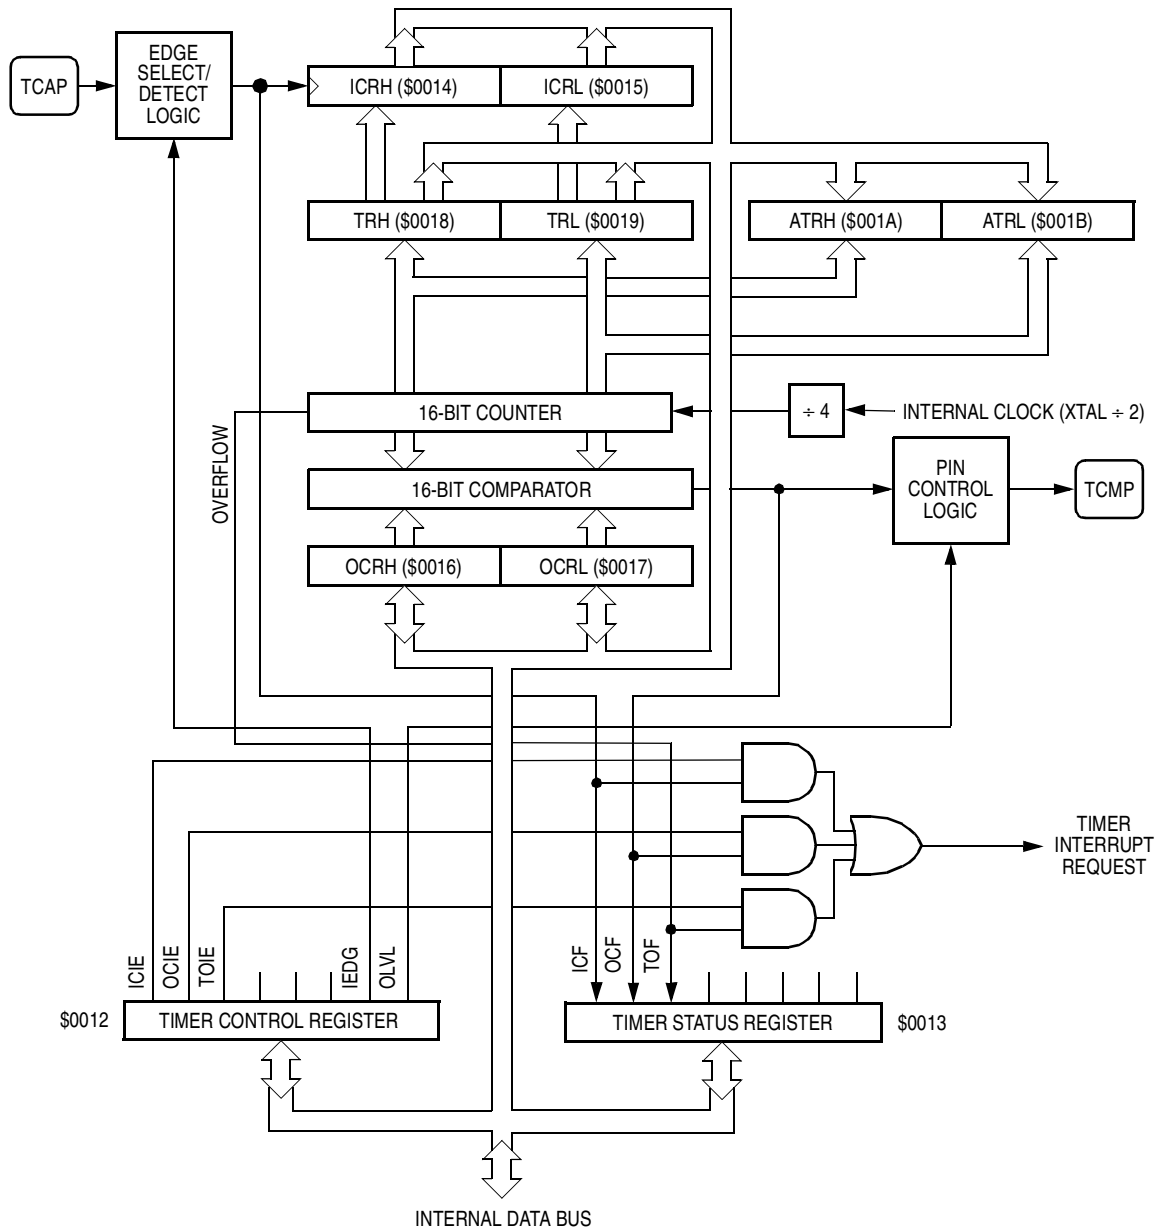 EDGE
SELECT/
DETECT
LOGIC
TCAP
ICRH ($0014)
ICRL ($0015)
TRH ($0018)
TRL ($0019)
ATRH ($001A)
ATRL ($001B)
16-BIT COUNTER
÷ 4
INTERNAL CLOCK (XTAL ÷ 2)
OVERFLOW
16-BIT COMPARATOR
PIN
CONTROL
LOGIC
TCMP
OCRH ($0016)
OCRL ($0017)
TIMER
INTERRUPT
REQUEST
ICIE
OCIE
TOIE
IEDG
OLVL
ICF
OCF
TOF
$0012
TIMER CONTROL REGISTER
TIMER STATUS REGISTER
$0013
INTERNAL DATA BUS